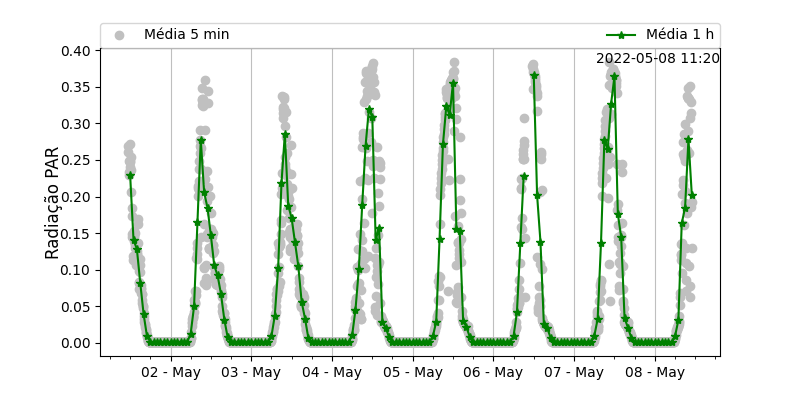 Média 5 min
Média 1 h
2022-05-08 11:20
Radiação PAR
0.40
0.35
0.30
0.25
0.20
0.15
0.10
0.05
0.00
02 - May
03 - May
04 - May
05 - May
06 - May
07 - May
08 - May